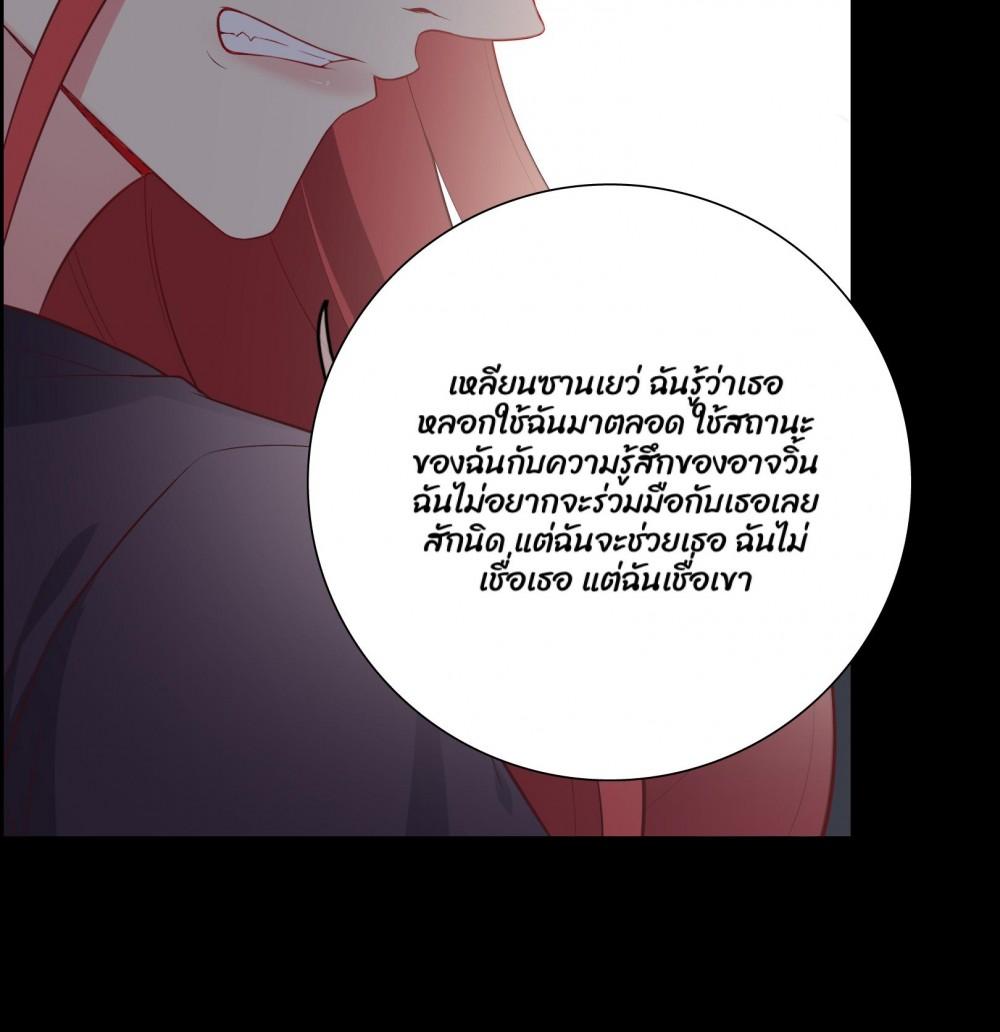 เหลียนซานเยว่ ฉันรู้ว่าเธอ
หลอกใช้ฉันมาตลอด ใช้สถานะ
ของฉันกับความรู้สึกของอาจวิ้น
ฉันไม่อยากจะร่วมมือกับเธอเลย
สักนิด แต่ฉันจะช่วยเธอ ฉันไม่
เชื่อเธอ แต่ฉันเชื่อเขา